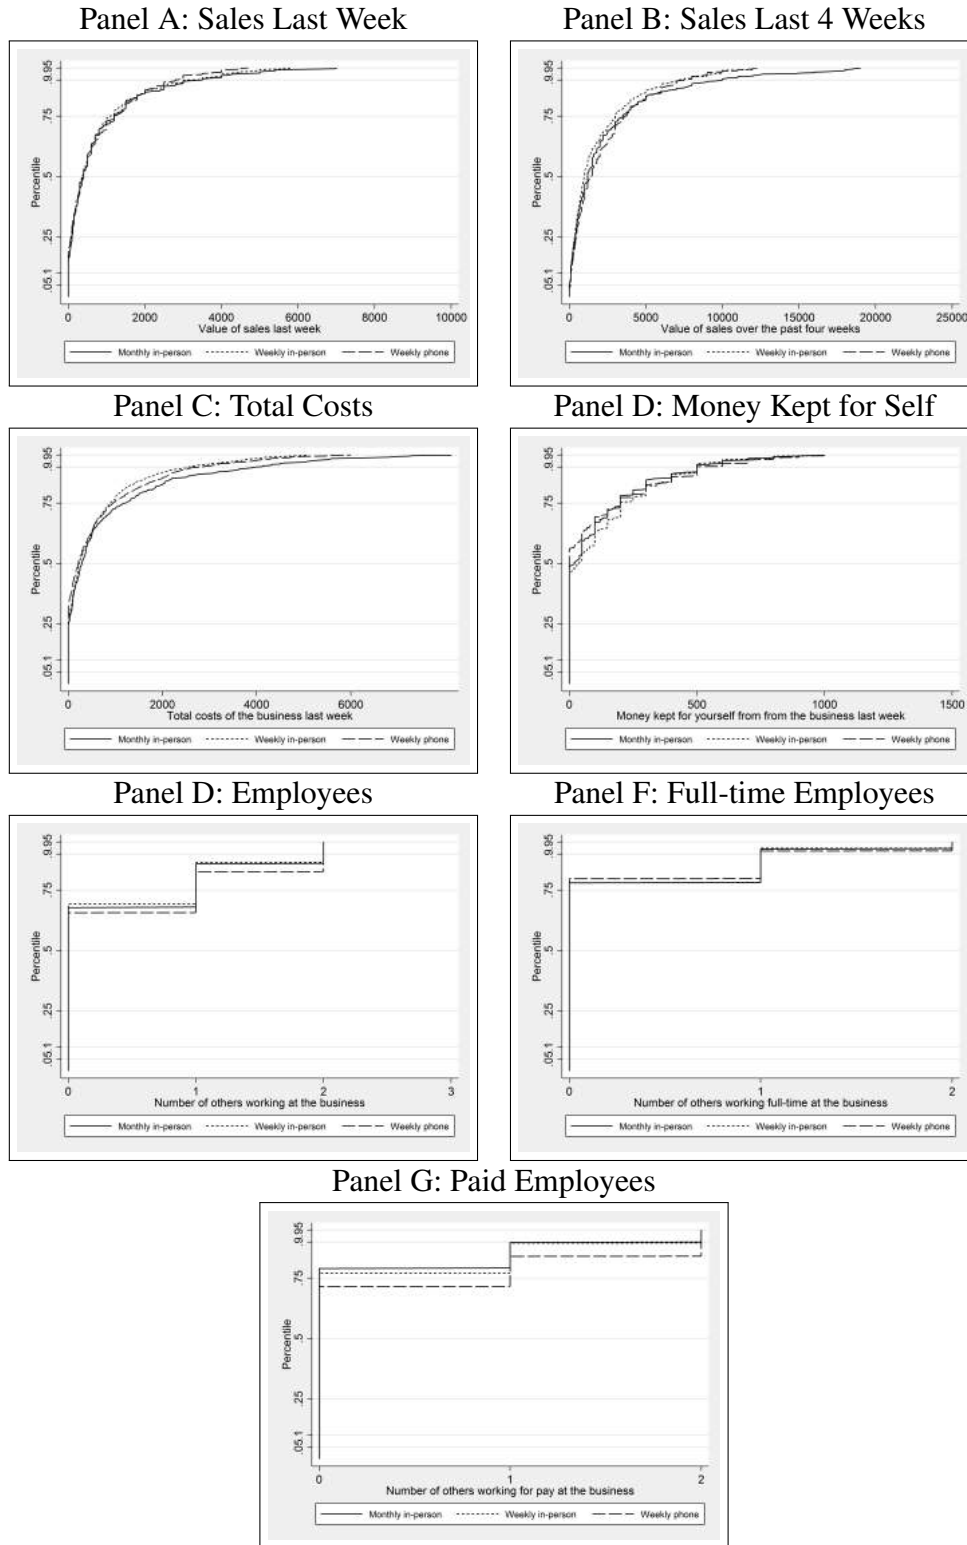 Panel A: Sales Last Week
Percentile
.05 .1 .25 .5 .75 .9 .95
0 2000 4000 6000 8000 10000
Value of sales last week
Monthly in-person Weekly in-person Weekly phone
Panel B: Sales Last 4 Weeks
Percentile
.05 .1 .25 .5 .75 .9 .95
0 5000 10000 15000 20000 25000
Value of sales over the past four weeks
Monthly in-person Weekly in-person Weekly phone
Panel C: Total Costs
Percentile
.05 .1 .25 .5 .75 .9 .95
0 2000 4000 6000
Total costs of the business last week
Monthly in-person Weekly in-person Weekly phone
Panel D: Money Kept for Self
Percentile
.05 .1 .25 .5 .75 .9 .95
0 500 1000 1500
Money kept for yourself from from the business last week
Monthly in-person Weekly in-person Weekly phone
Panel D: Employees
Percentile
.05 .1 .25 .5 .75 .9 .95
0 1 2 3
Number of others working at the business
Monthly in-person Weekly in-person Weekly phone
Panel F: Full-time Employees
Percentile
.05 .1 .25 .5 .75 .9 .95
0 1 2
Number of others working full-time at the business
Monthly in-person Weekly in-person Weekly phone
Panel G: Paid Employees
Percentile
.05 .1 .25 .5 .75 .9 .95
0 1 2
Number of others working for pay at the business
Monthly in-person Weekly in-person Weekly phone